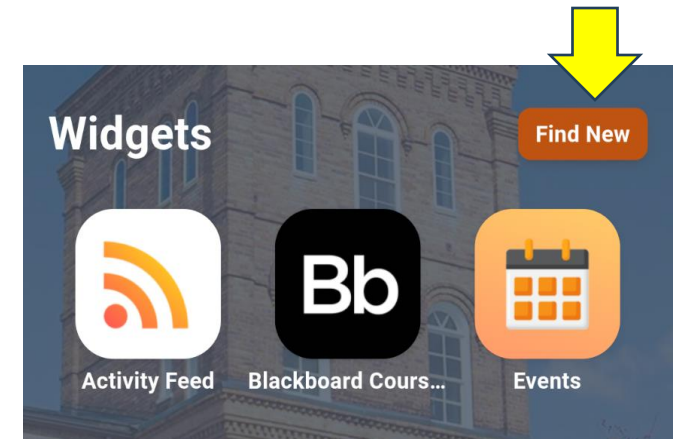 Widgets
Find New
Bb
Activity Feed
Blackboard Cours...
Events